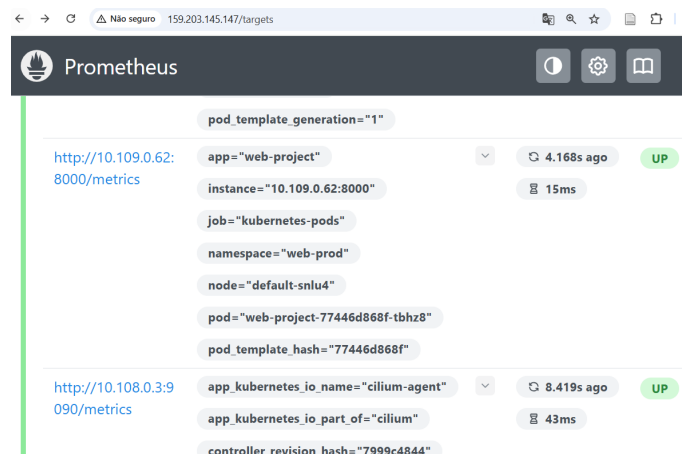 Não seguro 159.203.145.147/targets
Prometheus
pod_template_generation="1"
http://10.109.0.62:
8000/metrics
app="web-project"
4.168s ago
UP
instance="10.109.0.62:8000"
15ms
job="kubernetes-pods"
namespace="web-prod"
node="default-snlu4"
pod="web-project-77446d868f-tbhz8"
pod_template_hash="77446d868f"
http://10.108.0.3:9
090/metrics
app_kubernetes_io_name="cilium-agent"
8.419s ago
UP
app_kubernetes_io_part_of="cilium"
43ms
controller_revision_hash="7999c4844"